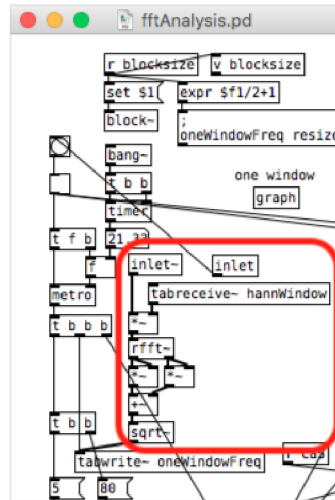 fftAnalysis.pd
r blocksize
v blocksize
set $1
expr $f1/2+1
block~
;
oneWindowFreq resize
bang~
t b b
one window
timer
graph
t f b
21.33
f
inlet~
inlet
metro
tabreceive~ hannWindow
*~
t b b b
rfft~
*~
*~
+~
t b b
sqrt~
tabwrite~ oneWindowFreq
5
80